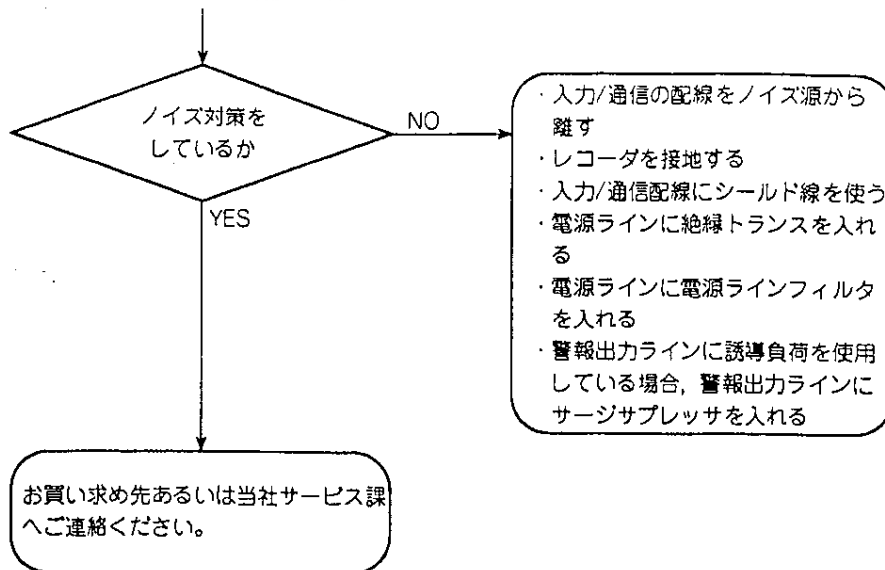 ノイズ対策を
しているか
NO
YES
・入力/通信の配線をノイズ源から
離す
・レコーダを接地する
・入力/通信配線にシールド線を使う
・電源ラインに絶縁トランスを入れ
る
・電源ラインに電源ラインフィルタ
を入れる
・警報出力ラインに誘導負荷を使用
している場合，警報出力ラインに
サージサプレッサを入れる
お買い求め先あるいは当社サービス課
へご連絡ください。